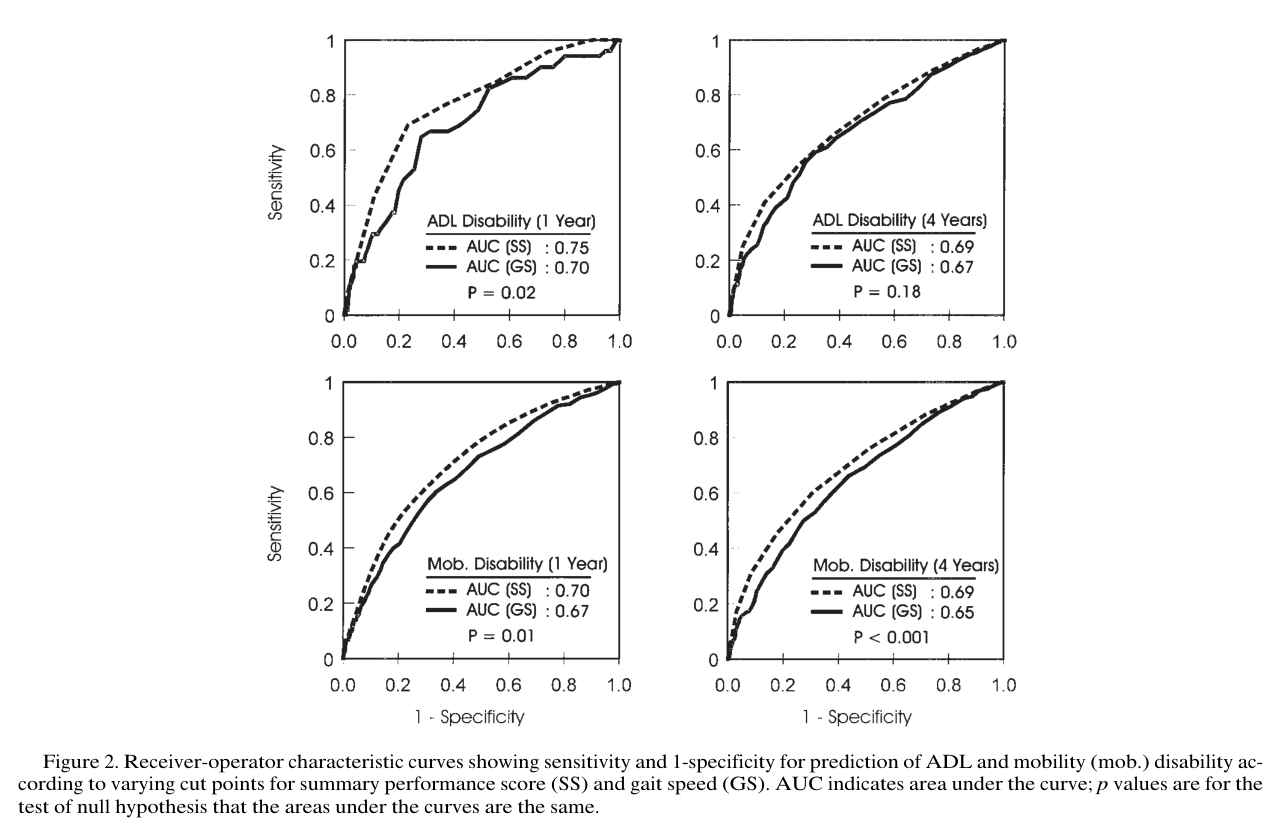 1
0.8
0.6
0.4
0.2
0
Sensitivity
ADL Disability (1 Year)
AUC (SS) : 0.75
AUC (GS) : 0.70
P = 0.02
0.0 0.2 0.4 0.6 0.8 1.0
1
0.8
0.6
0.4
0.2
0
ADL Disability (4 Years)
AUC (SS) : 0.69
AUC (GS) : 0.67
P = 0.18
0.0 0.2 0.4 0.6 0.8 1.0
1
0.8
0.6
0.4
0.2
0
Sensitivity
Mob. Disability (1 Year)
AUC (SS) : 0.70
AUC (GS) : 0.67
P = 0.01
0.0 0.2 0.4 0.6 0.8 1.0
1 - Specificity
1
0.8
0.6
0.4
0.2
0
Mob. Disability (4 Years)
AUC (SS) : 0.69
AUC (GS) : 0.65
P < 0.001
0.0 0.2 0.4 0.6 0.8 1.0
1 - Specificity
Figure 2. Receiver-operator characteristic curves showing sensitivity and 1-specificity for prediction of ADL and mobility (mob.) disability ac-
cording to varying cut points for summary performance score (SS) and gait speed (GS). AUC indicates area under the curve; p values are for the
test of null hypothesis that the areas under the curves are the same.